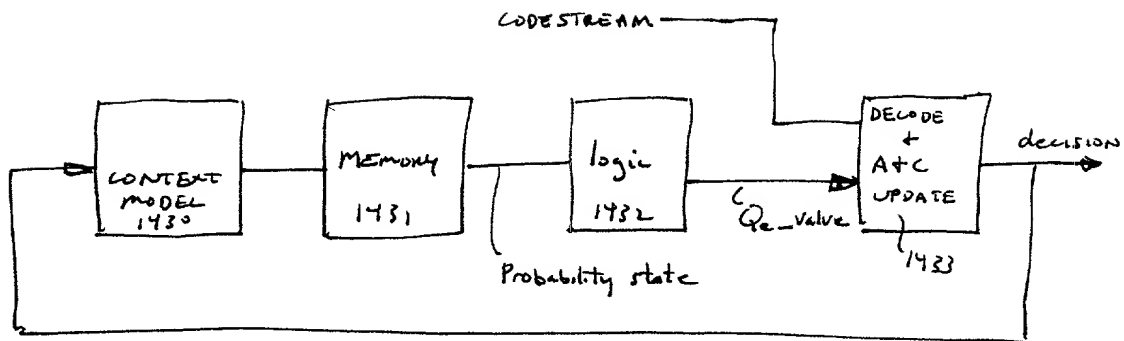 CODESTREAM
CONTEXT
MODEL
1430
MEMORY
1431
Probability state
logic
1432
Qe_value
DECODE
+
A+C
UPDATE
1433
decision